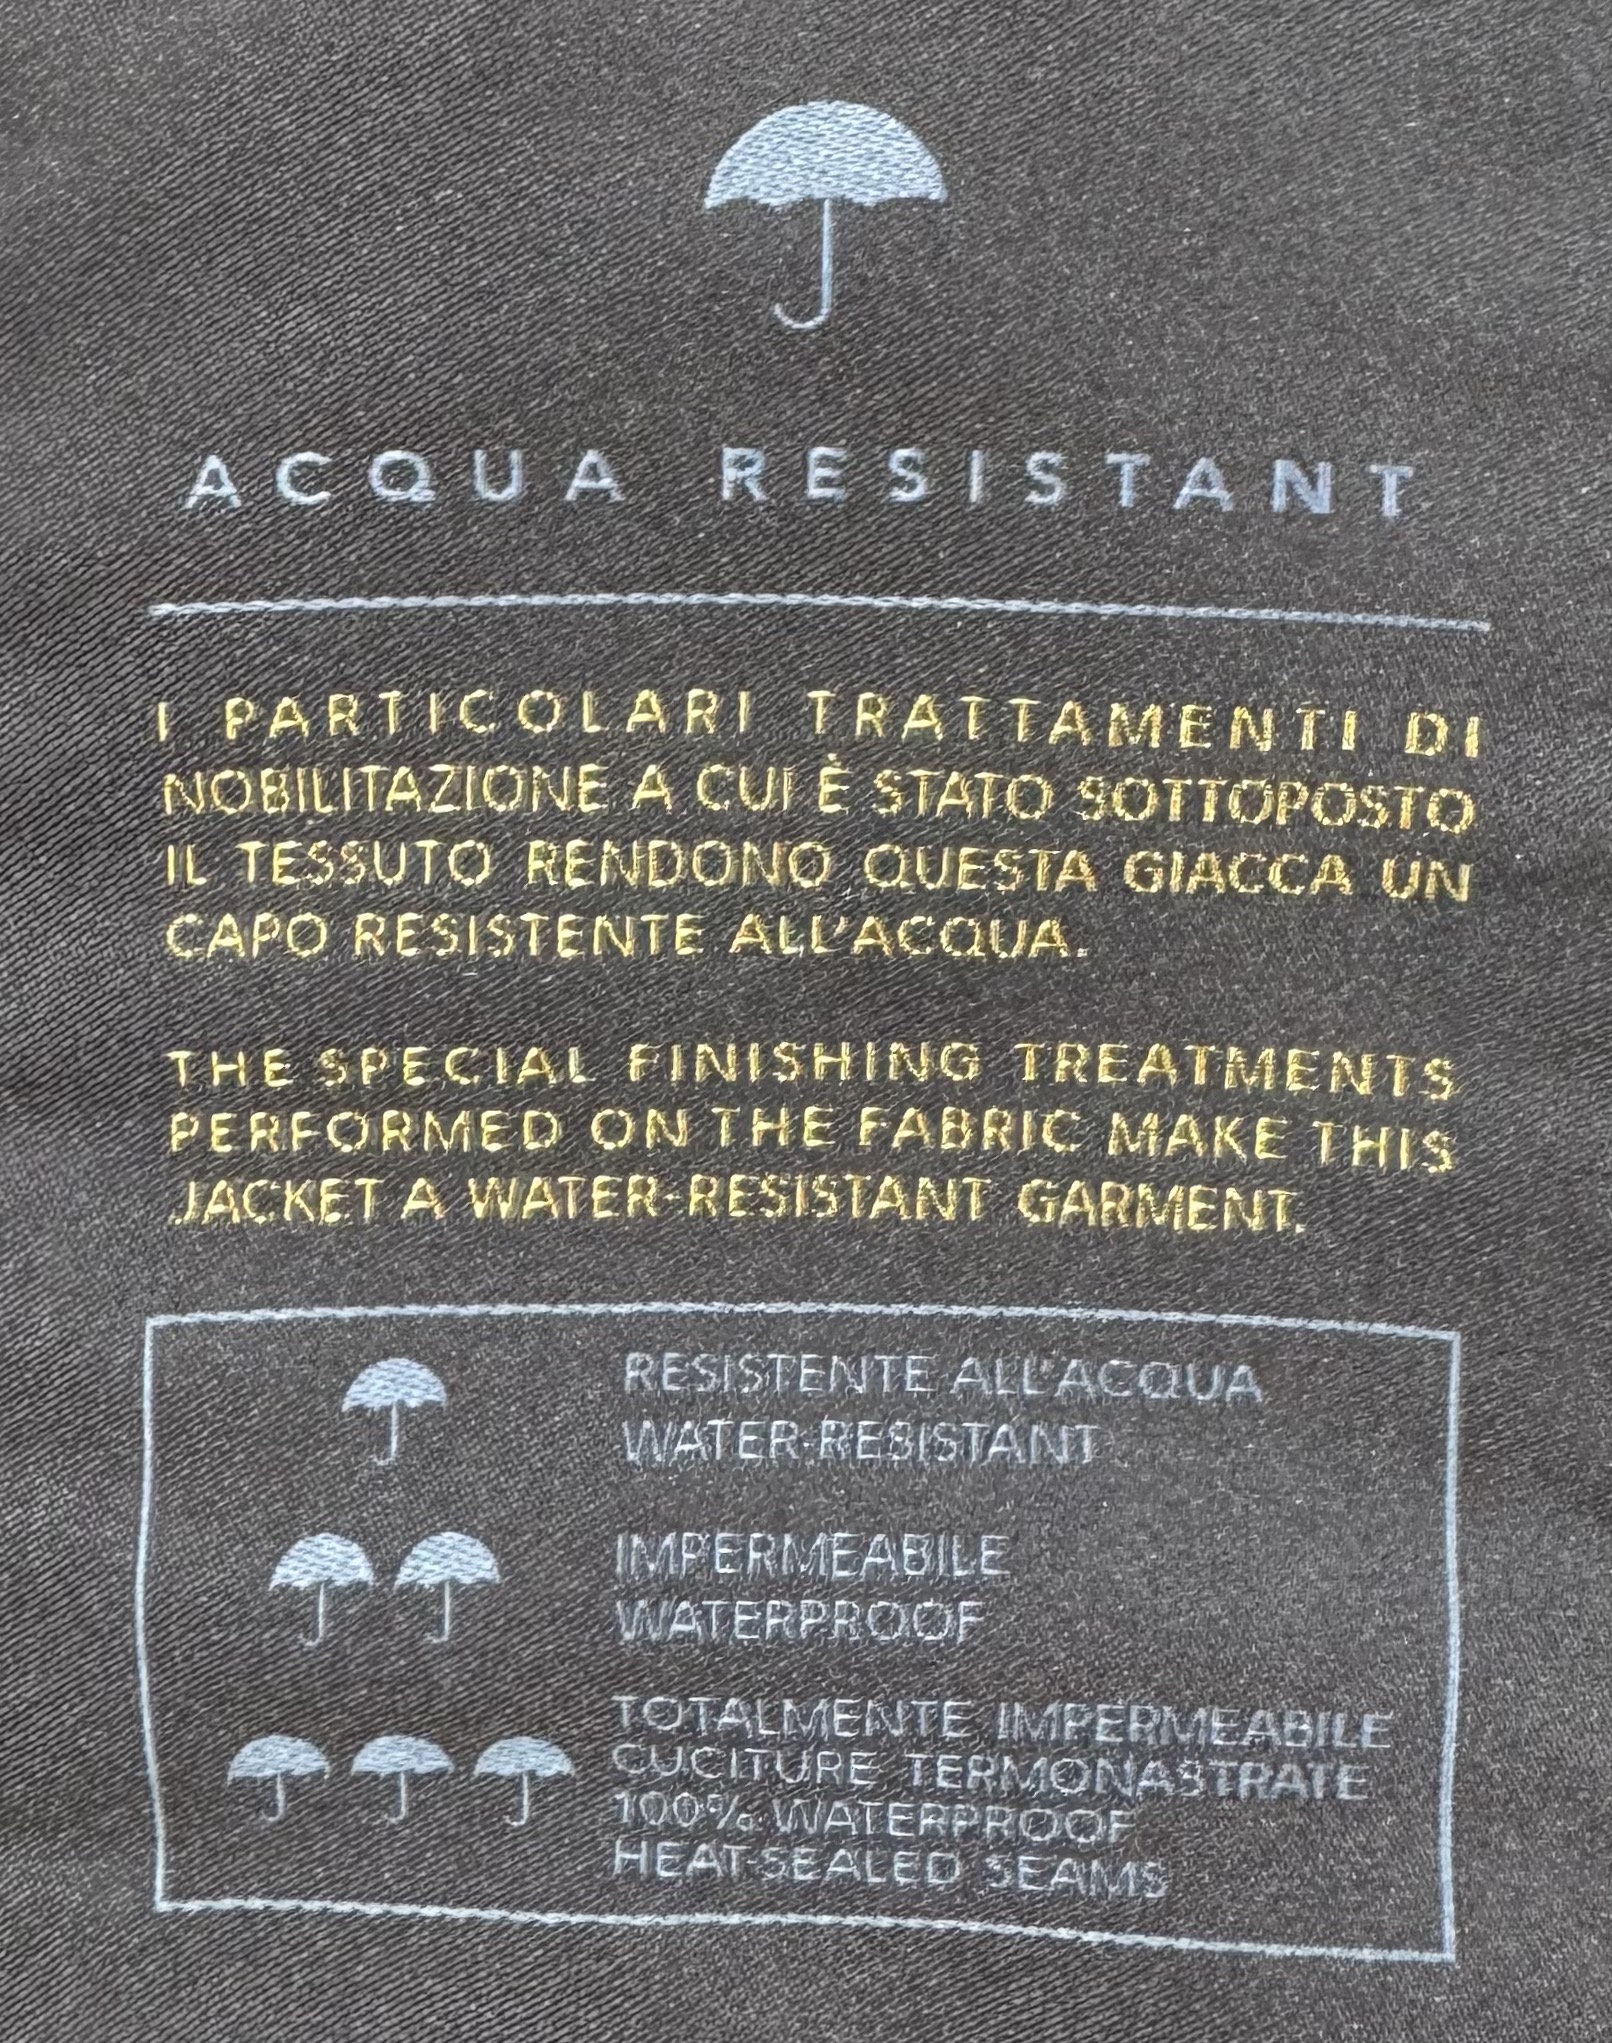 ACQUA RESISTANT
I PARTICOLARI TRATTAMENTI DI
NOBILITAZIONE A CUI È STATO SOTTOPOSTO
IL TESSUTO RENDONO QUESTA GIACCA UN
CAPO RESISTENTE ALL'ACQUA.
THE SPECIAL FINISHING TREATMENTS
PERFORMED ON THE FABRIC MAKE THIS
JACKET A WATER-RESISTANT GARMENT.
RESISTENTE ALL'ACQUA
WATER-RESISTANT
IMPERMEABILE
WATERPROOF
TOTALMENTE IMPERMEABILE
CUCITURE TERMONASTRATE
100% WATERPROOF
HEAT-SEALED SEAMS